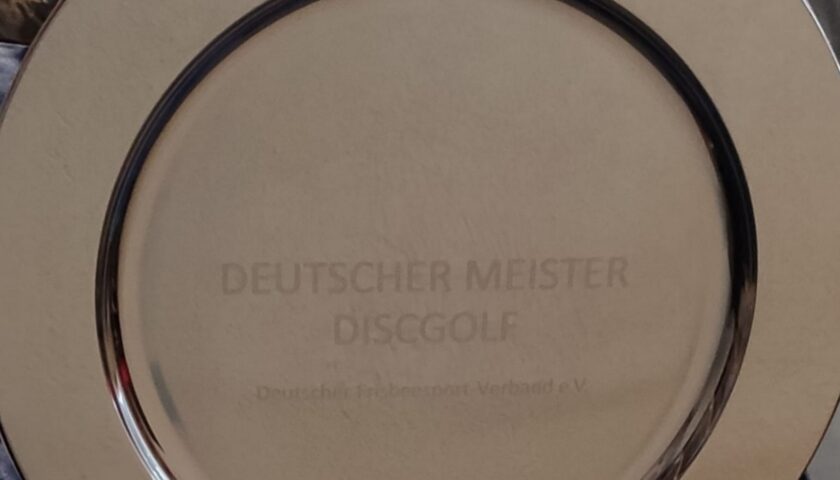 DEUTSCHER MEISTER
DISCGOLF
Deutscher Frisbeesport-Verband e.V.